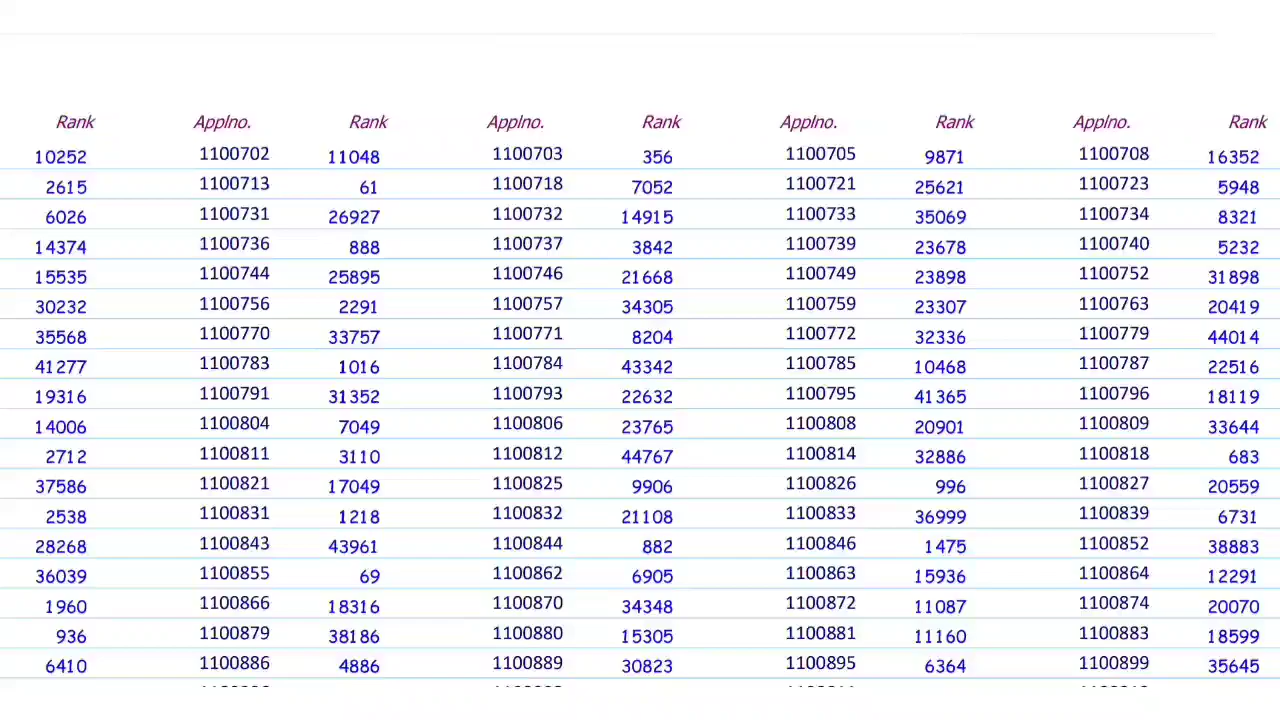 Rank Applno. Rank Applno. Rank Applno. Rank Applno. Rank
10252 1100702 11048 1100703 356 1100705 9871 1100708 16352
2615 1100713 61 1100718 7052 1100721 25621 1100723 5948
6026 1100731 26927 1100732 14915 1100733 35069 1100734 8321
14374 1100736 888 1100737 3842 1100739 23678 1100740 5232
15535 1100744 25895 1100746 21668 1100749 23898 1100752 31898
30232 1100756 2291 1100757 34305 1100759 23307 1100763 20419
35568 1100770 33757 1100771 8204 1100772 32336 1100779 44014
41277 1100783 1016 1100784 43342 1100785 10468 1100787 22516
19316 1100791 31352 1100793 22632 1100795 41365 1100796 18119
14006 1100804 7049 1100806 23765 1100808 20901 1100809 33644
2712 1100811 3110 1100812 44767 1100814 32886 1100818 683
37586 1100821 17049 1100825 9906 1100826 996 1100827 20559
2538 1100831 1218 1100832 21108 1100833 36999 1100839 6731
28268 1100843 43961 1100844 882 1100846 1475 1100852 38883
36039 1100855 69 1100862 6905 1100863 15936 1100864 12291
1960 1100866 18316 1100870 34348 1100872 11087 1100874 20070
936 1100879 38186 1100880 15305 1100881 11160 1100883 18599
6410 1100886 4886 1100889 30823 1100895 6364 1100899 35645